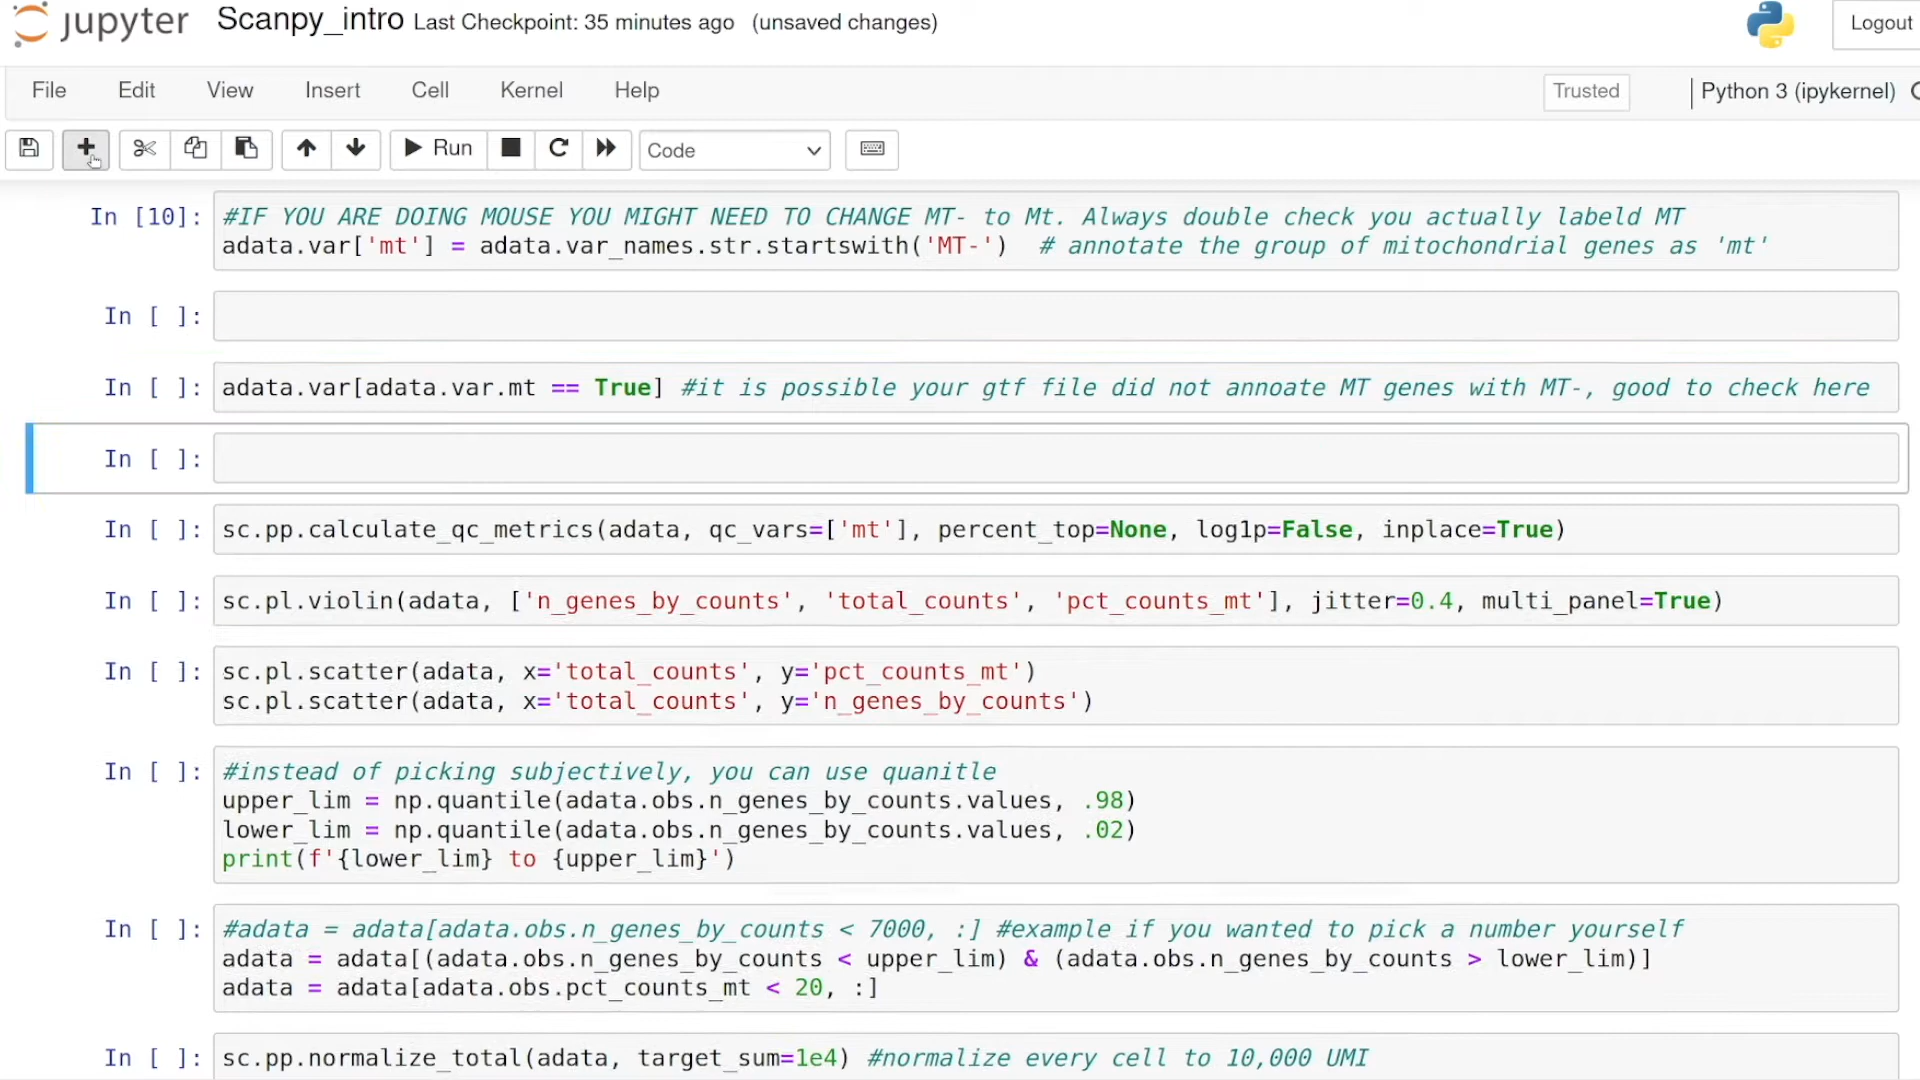 jupyter Scanpy_intro Last Checkpoint: 35 minutes ago (unsaved changes) Logout
File Edit View Insert Cell Kernel Help Trusted Python 3 (ipykernel)
Run Code
In [10]: #IF YOU ARE DOING MOUSE YOU MIGHT NEED TO CHANGE MT- to Mt. Always double check you actually labeld MT
adata.var['mt'] = adata.var_names.str.startswith('MT-')  # annotate the group of mitochondrial genes as 'mt'
In [ ]:
In [ ]: adata.var[adata.var.mt == True] #it is possible your gtf file did not annoate MT genes with MT-, good to check here
In [ ]:
In [ ]: sc.pp.calculate_qc_metrics(adata, qc_vars=['mt'], percent_top=None, log1p=False, inplace=True)
In [ ]: sc.pl.violin(adata, ['n_genes_by_counts', 'total_counts', 'pct_counts_mt'], jitter=0.4, multi_panel=True)
In [ ]: sc.pl.scatter(adata, x='total_counts', y='pct_counts_mt')
sc.pl.scatter(adata, x='total_counts', y='n_genes_by_counts')
In [ ]: #instead of picking subjectively, you can use quanitle
upper_lim = np.quantile(adata.obs.n_genes_by_counts.values, .98)
lower_lim = np.quantile(adata.obs.n_genes_by_counts.values, .02)
print(f'{lower_lim} to {upper_lim}')
In [ ]: #adata = adata[adata.obs.n_genes_by_counts < 7000, :] #example if you wanted to pick a number yourself
adata = adata[(adata.obs.n_genes_by_counts < upper_lim) & (adata.obs.n_genes_by_counts > lower_lim)]
adata = adata[adata.obs.pct_counts_mt < 20, :]
In [ ]: sc.pp.normalize_total(adata, target_sum=1e4) #normalize every cell to 10,000 UMI